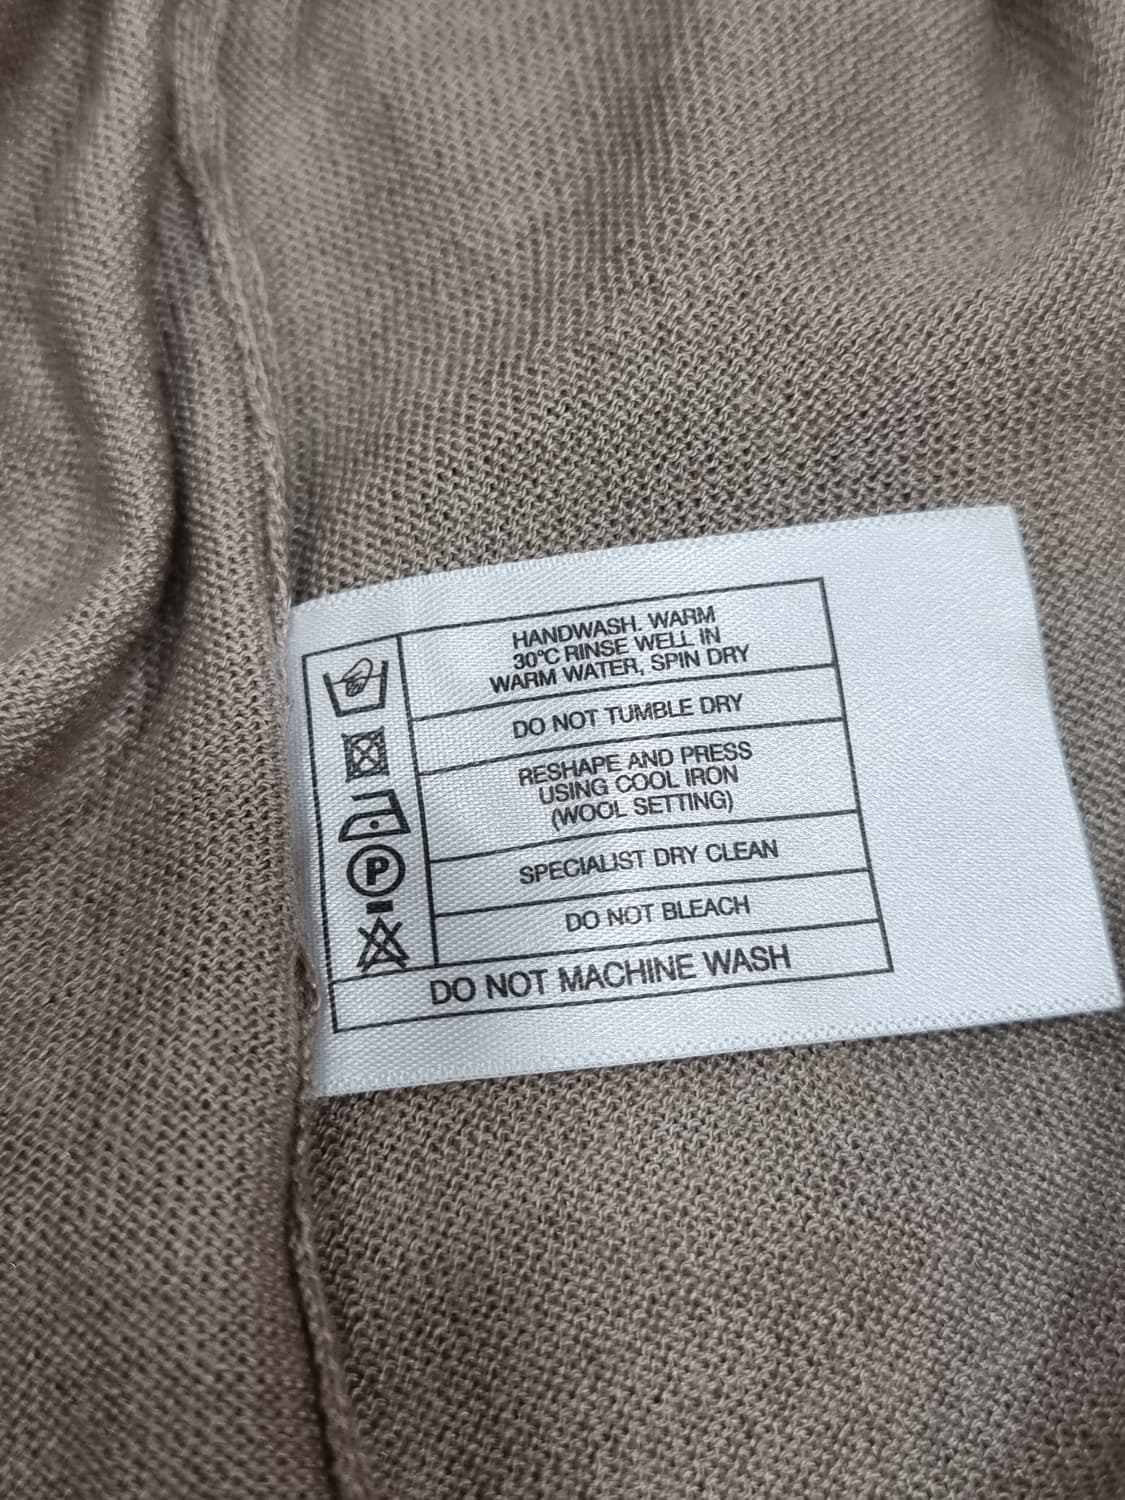 HANDWASH. WARM
30°C RINSE WELL IN
WARM WATER, SPIN DRY
DO NOT TUMBLE DRY
RESHAPE AND PRESS
USING COOL IRON
(WOOL SETTING)
P
SPECIALIST DRY CLEAN
DO NOT BLEACH
DO NOT MACHINE WASH